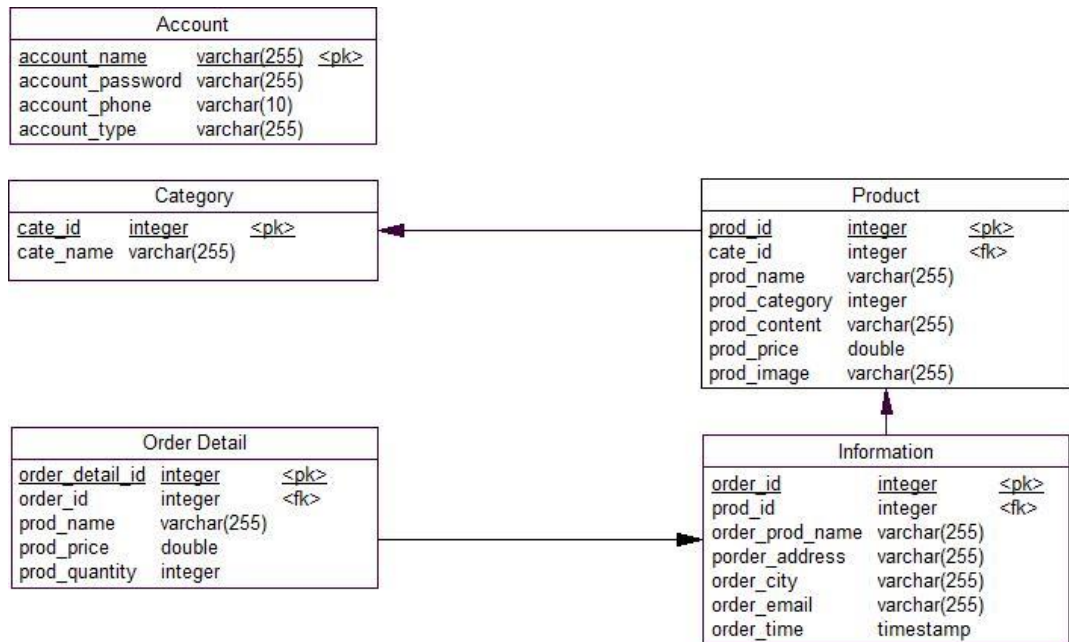 Account
account_name varchar(255) <pk>
account_password varchar(255)
account_phone varchar(10)
account_type varchar(255)
Category
cate_id integer <pk>
cate_name varchar(255)
Product
prod_id integer <pk>
cate_id integer <fk>
prod_name varchar(255)
prod_category integer
prod_content varchar(255)
prod_price double
prod_image varchar(255)
Order Detail
order_detail_id integer <pk>
order_id integer <fk>
prod_name varchar(255)
prod_price double
prod_quantity integer
Information
order_id integer <pk>
prod_id integer <fk>
order_prod_name varchar(255)
porder_address varchar(255)
order_city varchar(255)
order_email varchar(255)
order_time timestamp